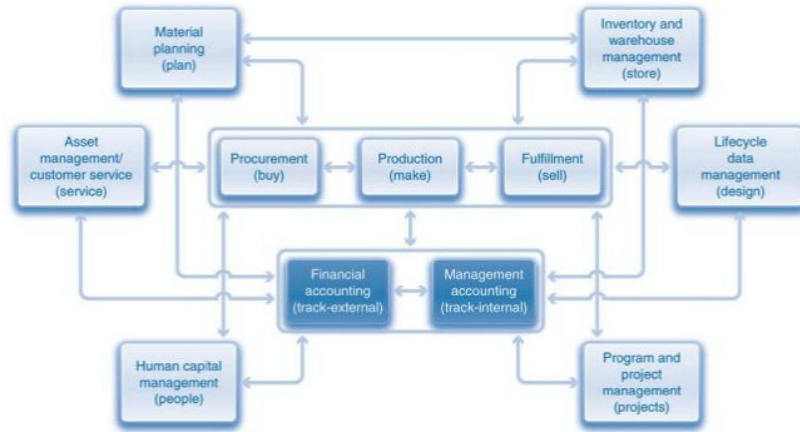 Material
planning
(plan)
Inventory and
warehouse
management
(store)
Asset
management/
customer service
(service)
Procurement
(buy)
Production
(make)
Fulfillment
(sell)
Lifecycle
data
management
(design)
Financial
accounting
(track-external)
Management
accounting
(track-internal)
Human capital
management
(people)
Program and
project
management
(projects)